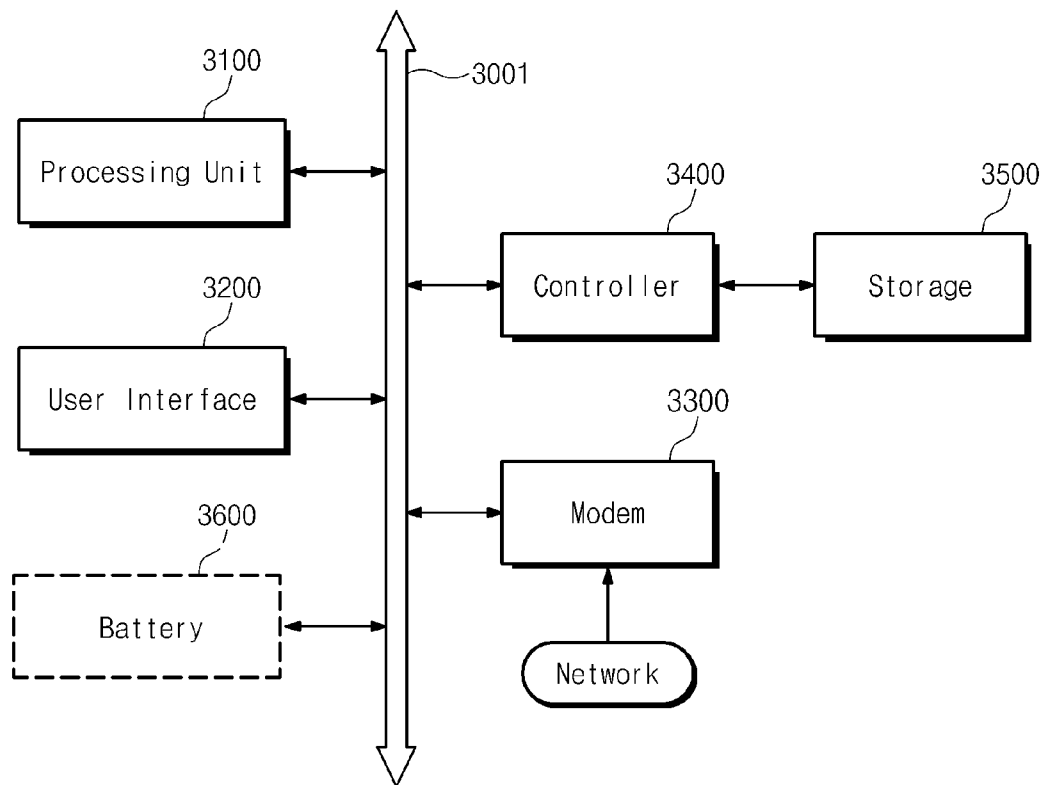 3100
3001
Processing Unit
3400
3500
Controller
Storage
3200
User Interface
3300
Modem
3600
Battery
Network